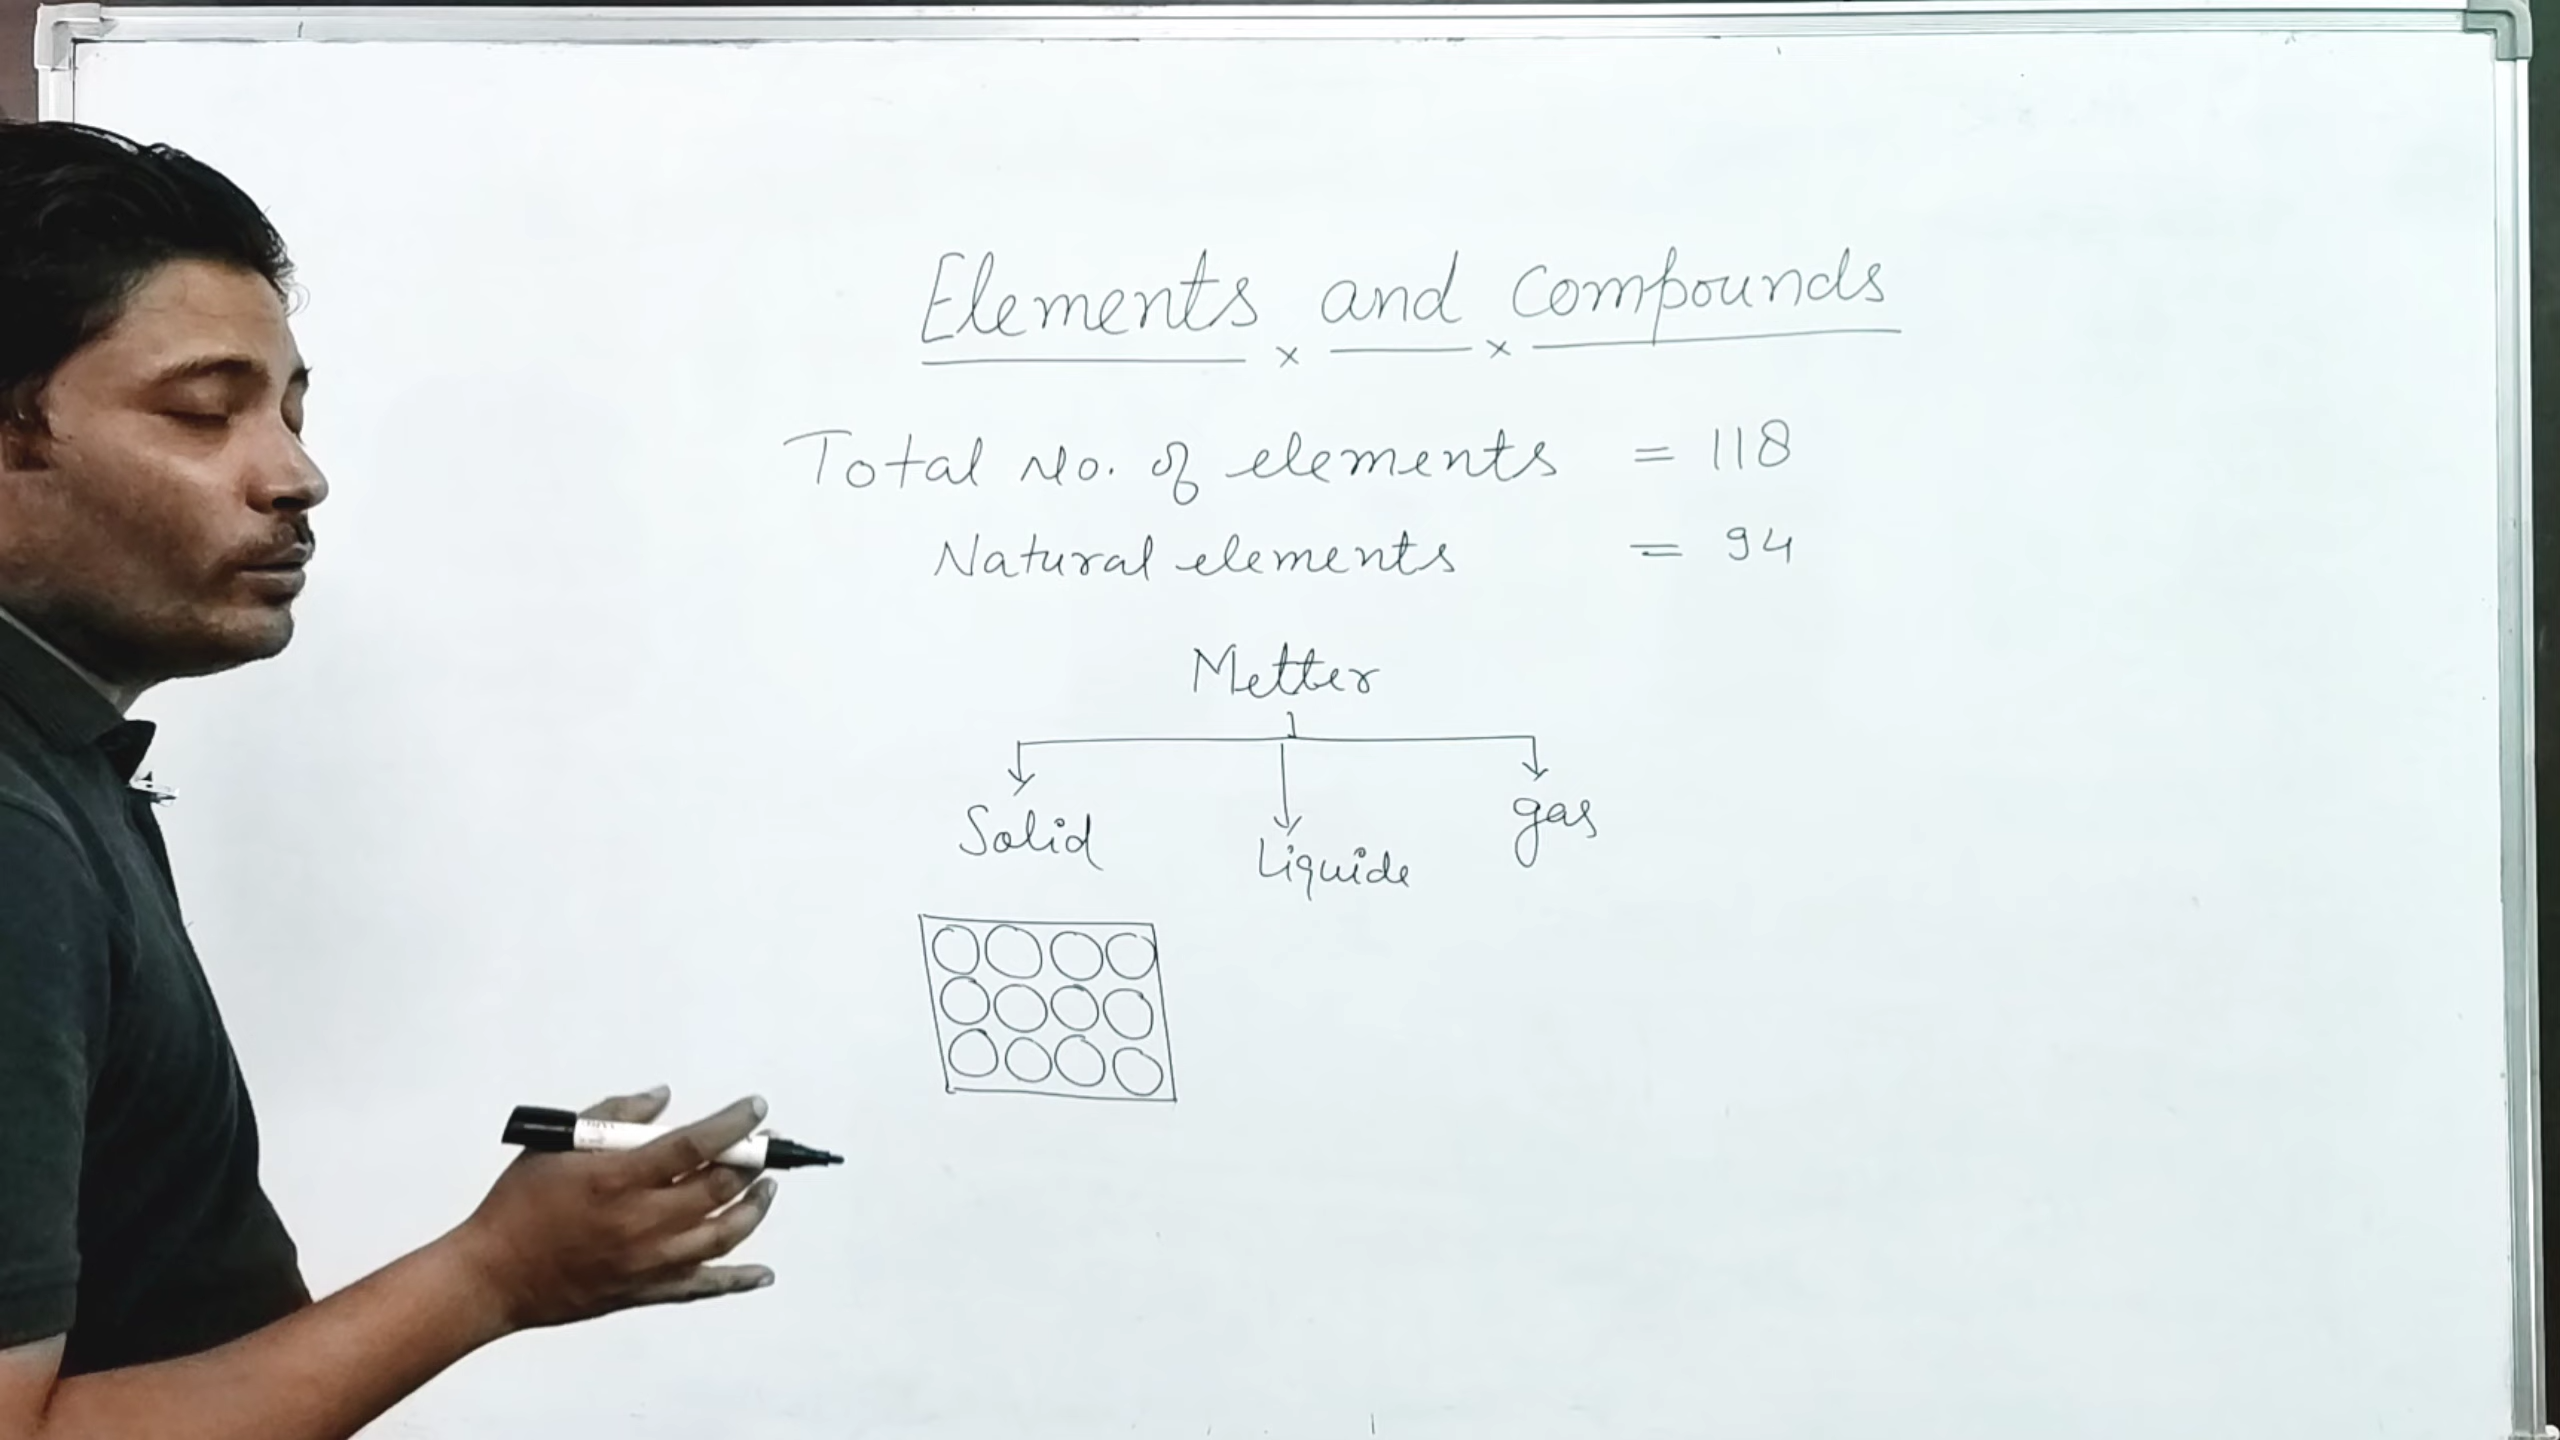 Elements and Compounds
Total No. of elements = 118
Natural elements = 94
Metter
Solid
Liquide
gas